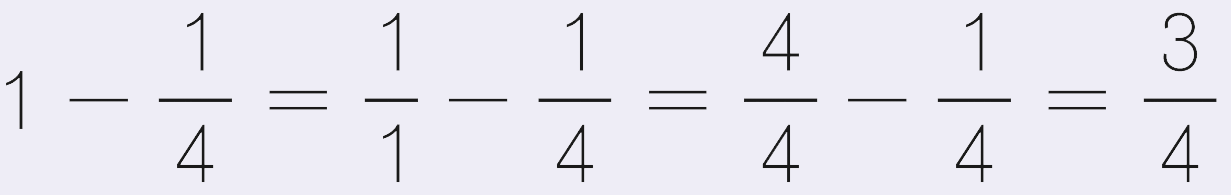 1 − 1/4 = 1/1 − 1/4 = 4/4 − 1/4 = 3/4